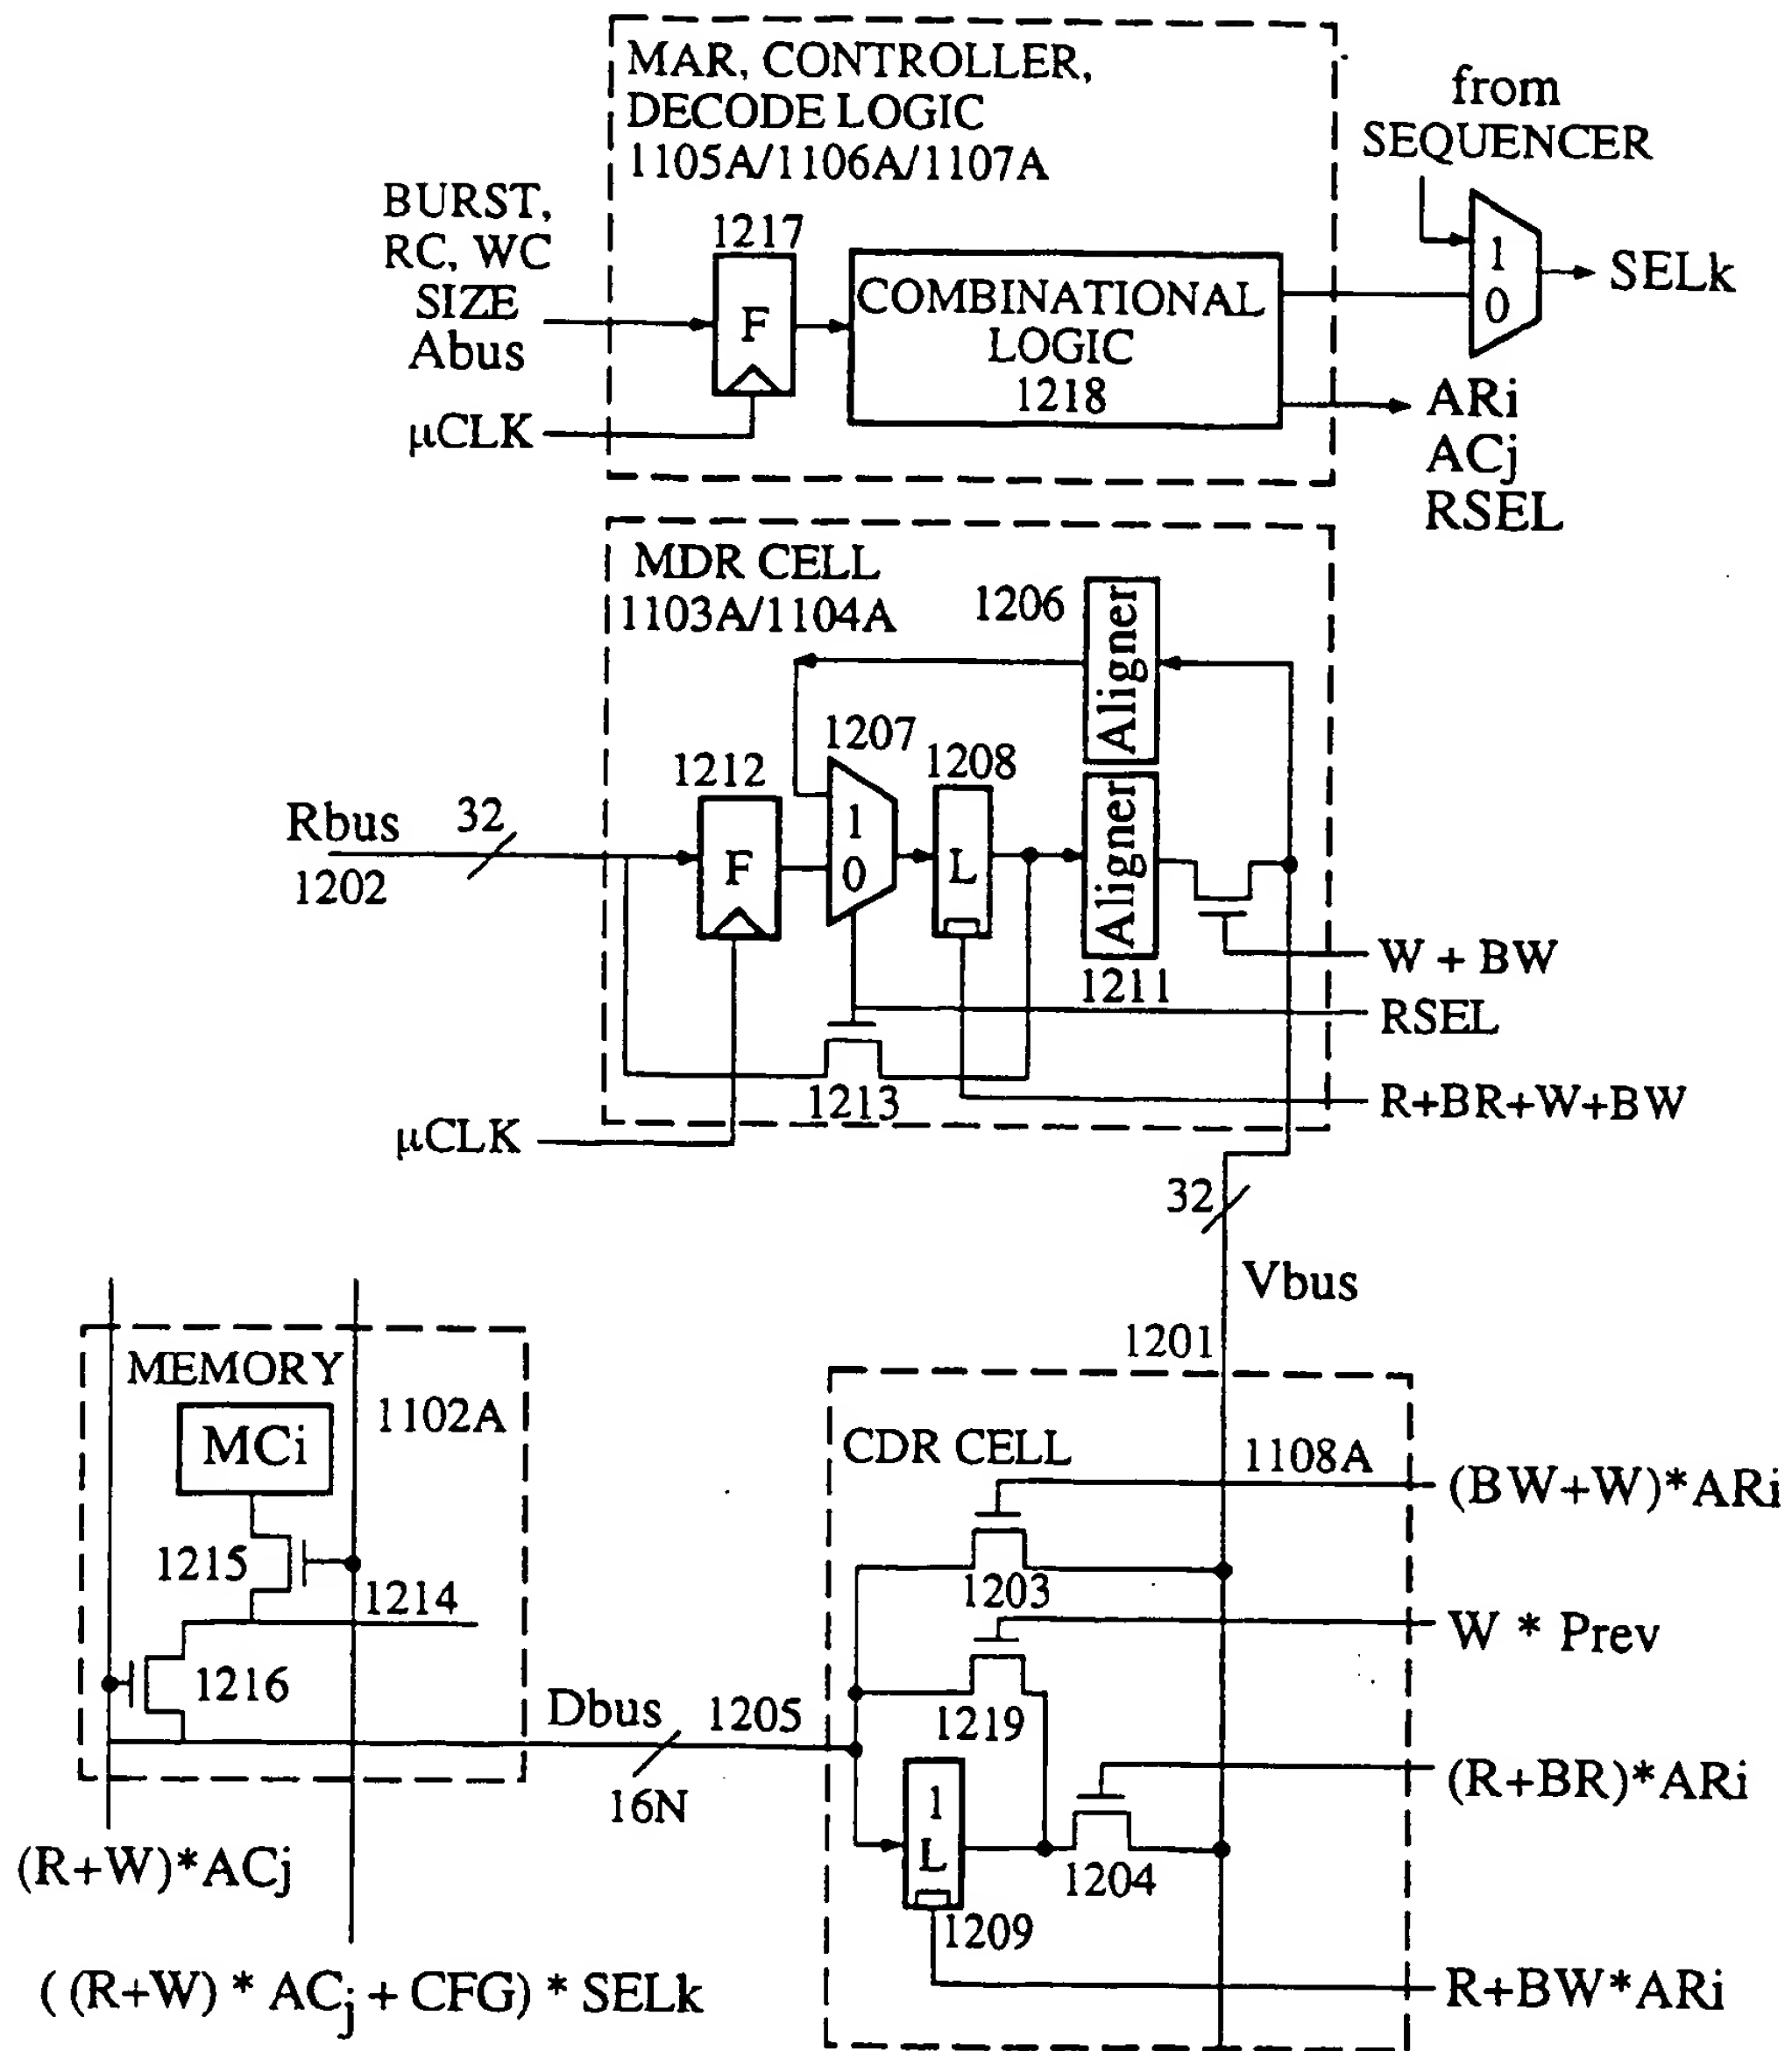 MAR, CONTROLLER,
DECODE LOGIC
1105A/1106A/1107A
from
SEQUENCER
BURST,
RC, WC
SIZE
Abus
1217
F
COMBINATIONAL
LOGIC
1218
1
0
SELk
μCLK
ARi
ACj
RSEL
MDR CELL
1103A/1104A
1206
Aligner
1207
1212
1208
Rbus
32
1202
F
1
0
L
Aligner
1211
W + BW
RSEL
1213
R+BR+W+BW
μCLK
32
Vbus
1201
MEMORY
1102A
MCi
1215
1214
1216
Dbus
1205
16N
(R+W)*ACj
((R+W) * ACj + CFG) * SELk
CDR CELL
1108A
(BW+W)*ARi
1203
W * Prev
1219
(R+BR)*ARi
1
L
1204
1209
R+BW*ARi